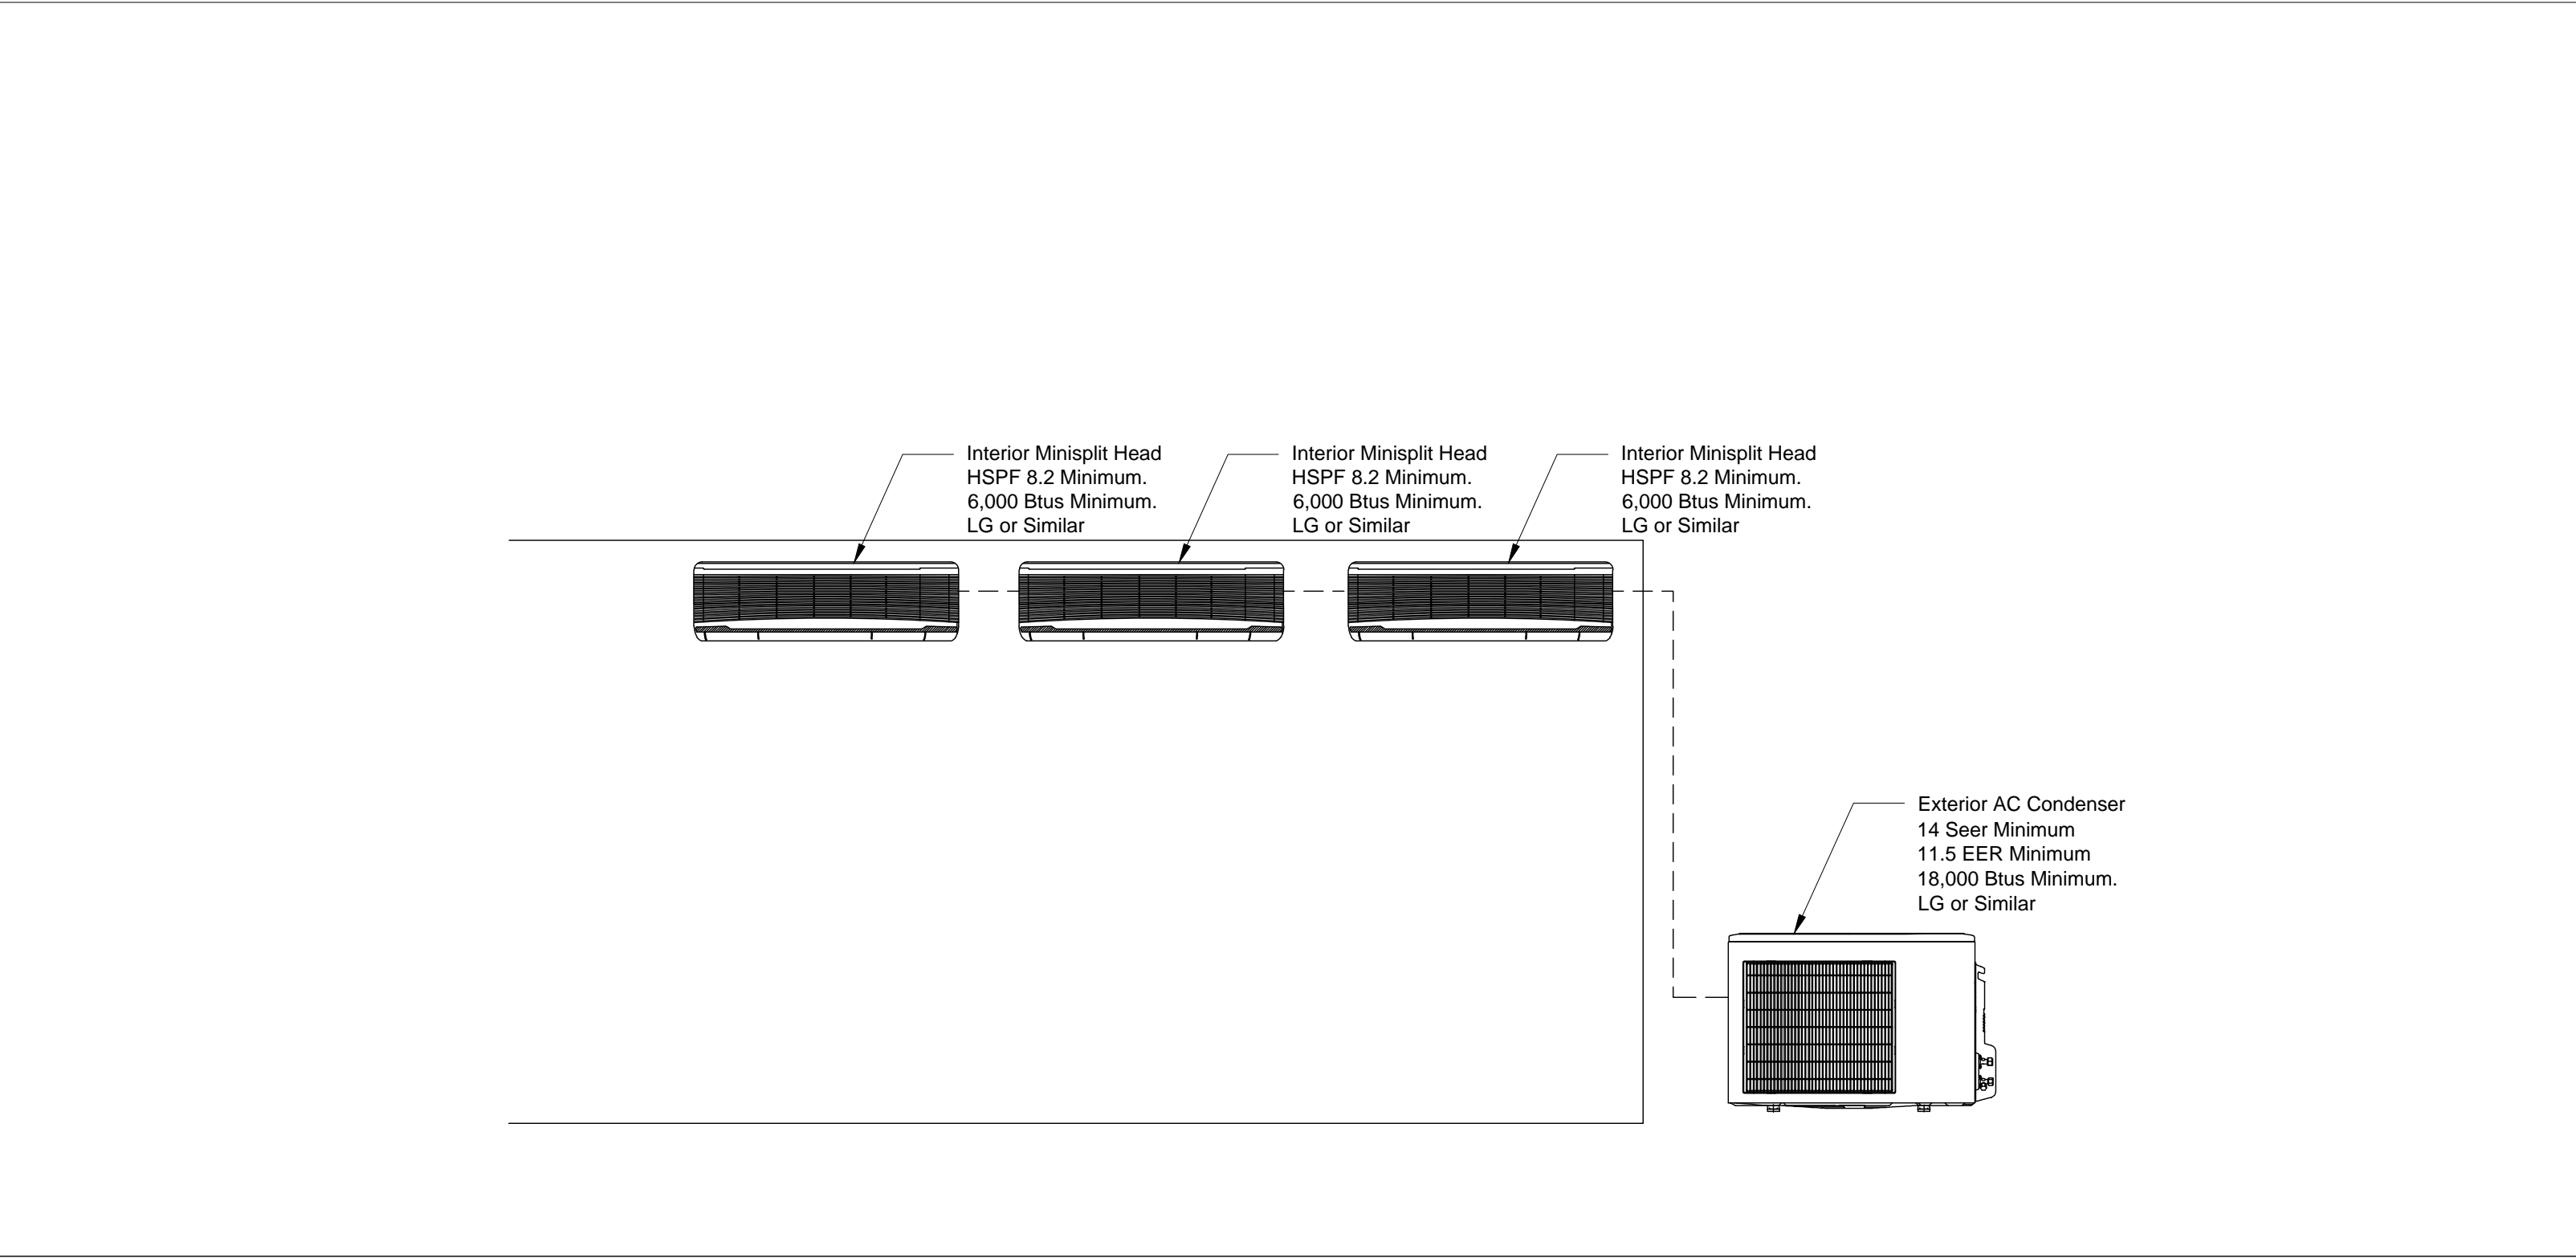 Interior Minisplit Head
HSPF 8.2 Minimum.
6,000 Btus Minimum.
LG or Similar
Interior Minisplit Head
HSPF 8.2 Minimum.
6,000 Btus Minimum.
LG or Similar
Interior Minisplit Head
HSPF 8.2 Minimum.
6,000 Btus Minimum.
LG or Similar
Exterior AC Condenser
14 Seer Minimum
11.5 EER Minimum
18,000 Btus Minimum.
LG or Similar